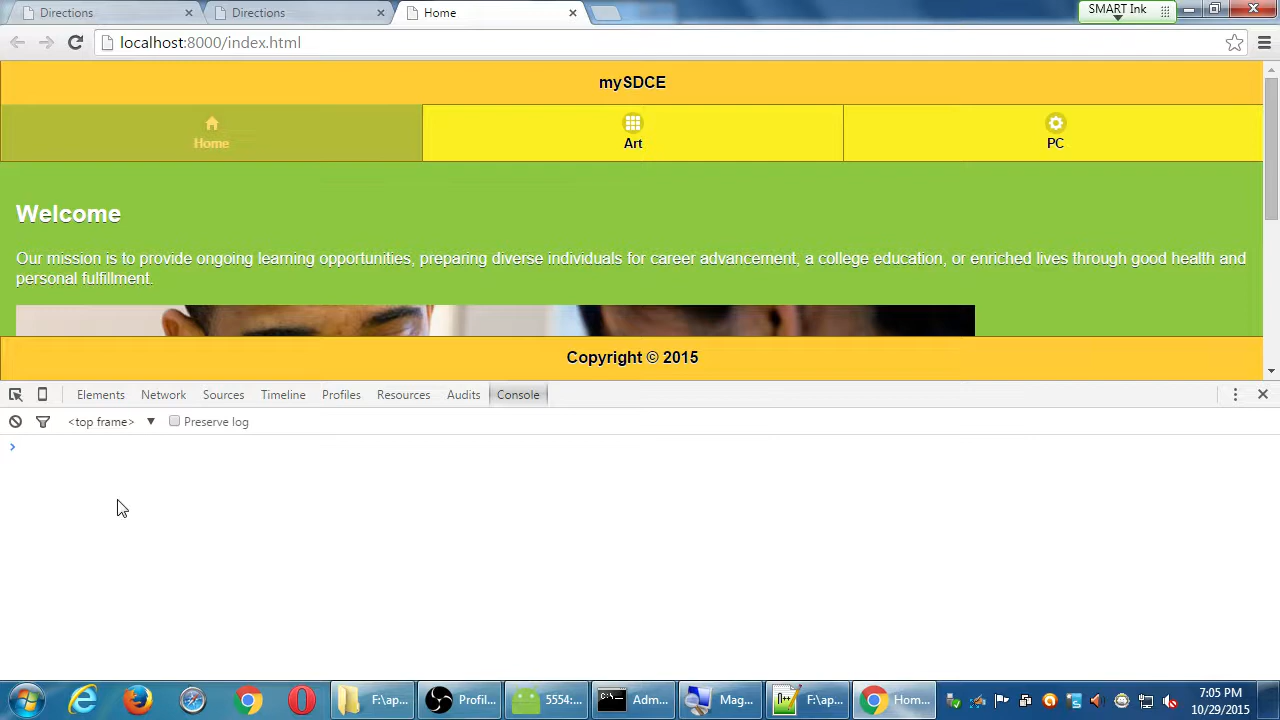 Directions
Directions
Home
SMART Ink
localhost:8000/index.html
mySDCE
Home
Art
PC
Welcome
Our mission is to provide ongoing learning opportunities, preparing diverse individuals for career advancement, a college education, or enriched lives through good health and
personal fulfillment.
Copyright © 2015
Elements Network Sources Timeline Profiles Resources Audits Console
<top frame> Preserve log
F:\ap...
Profil...
5554:...
Adm...
Mag...
F:\ap...
Hom...
7:05 PM
10/29/2015